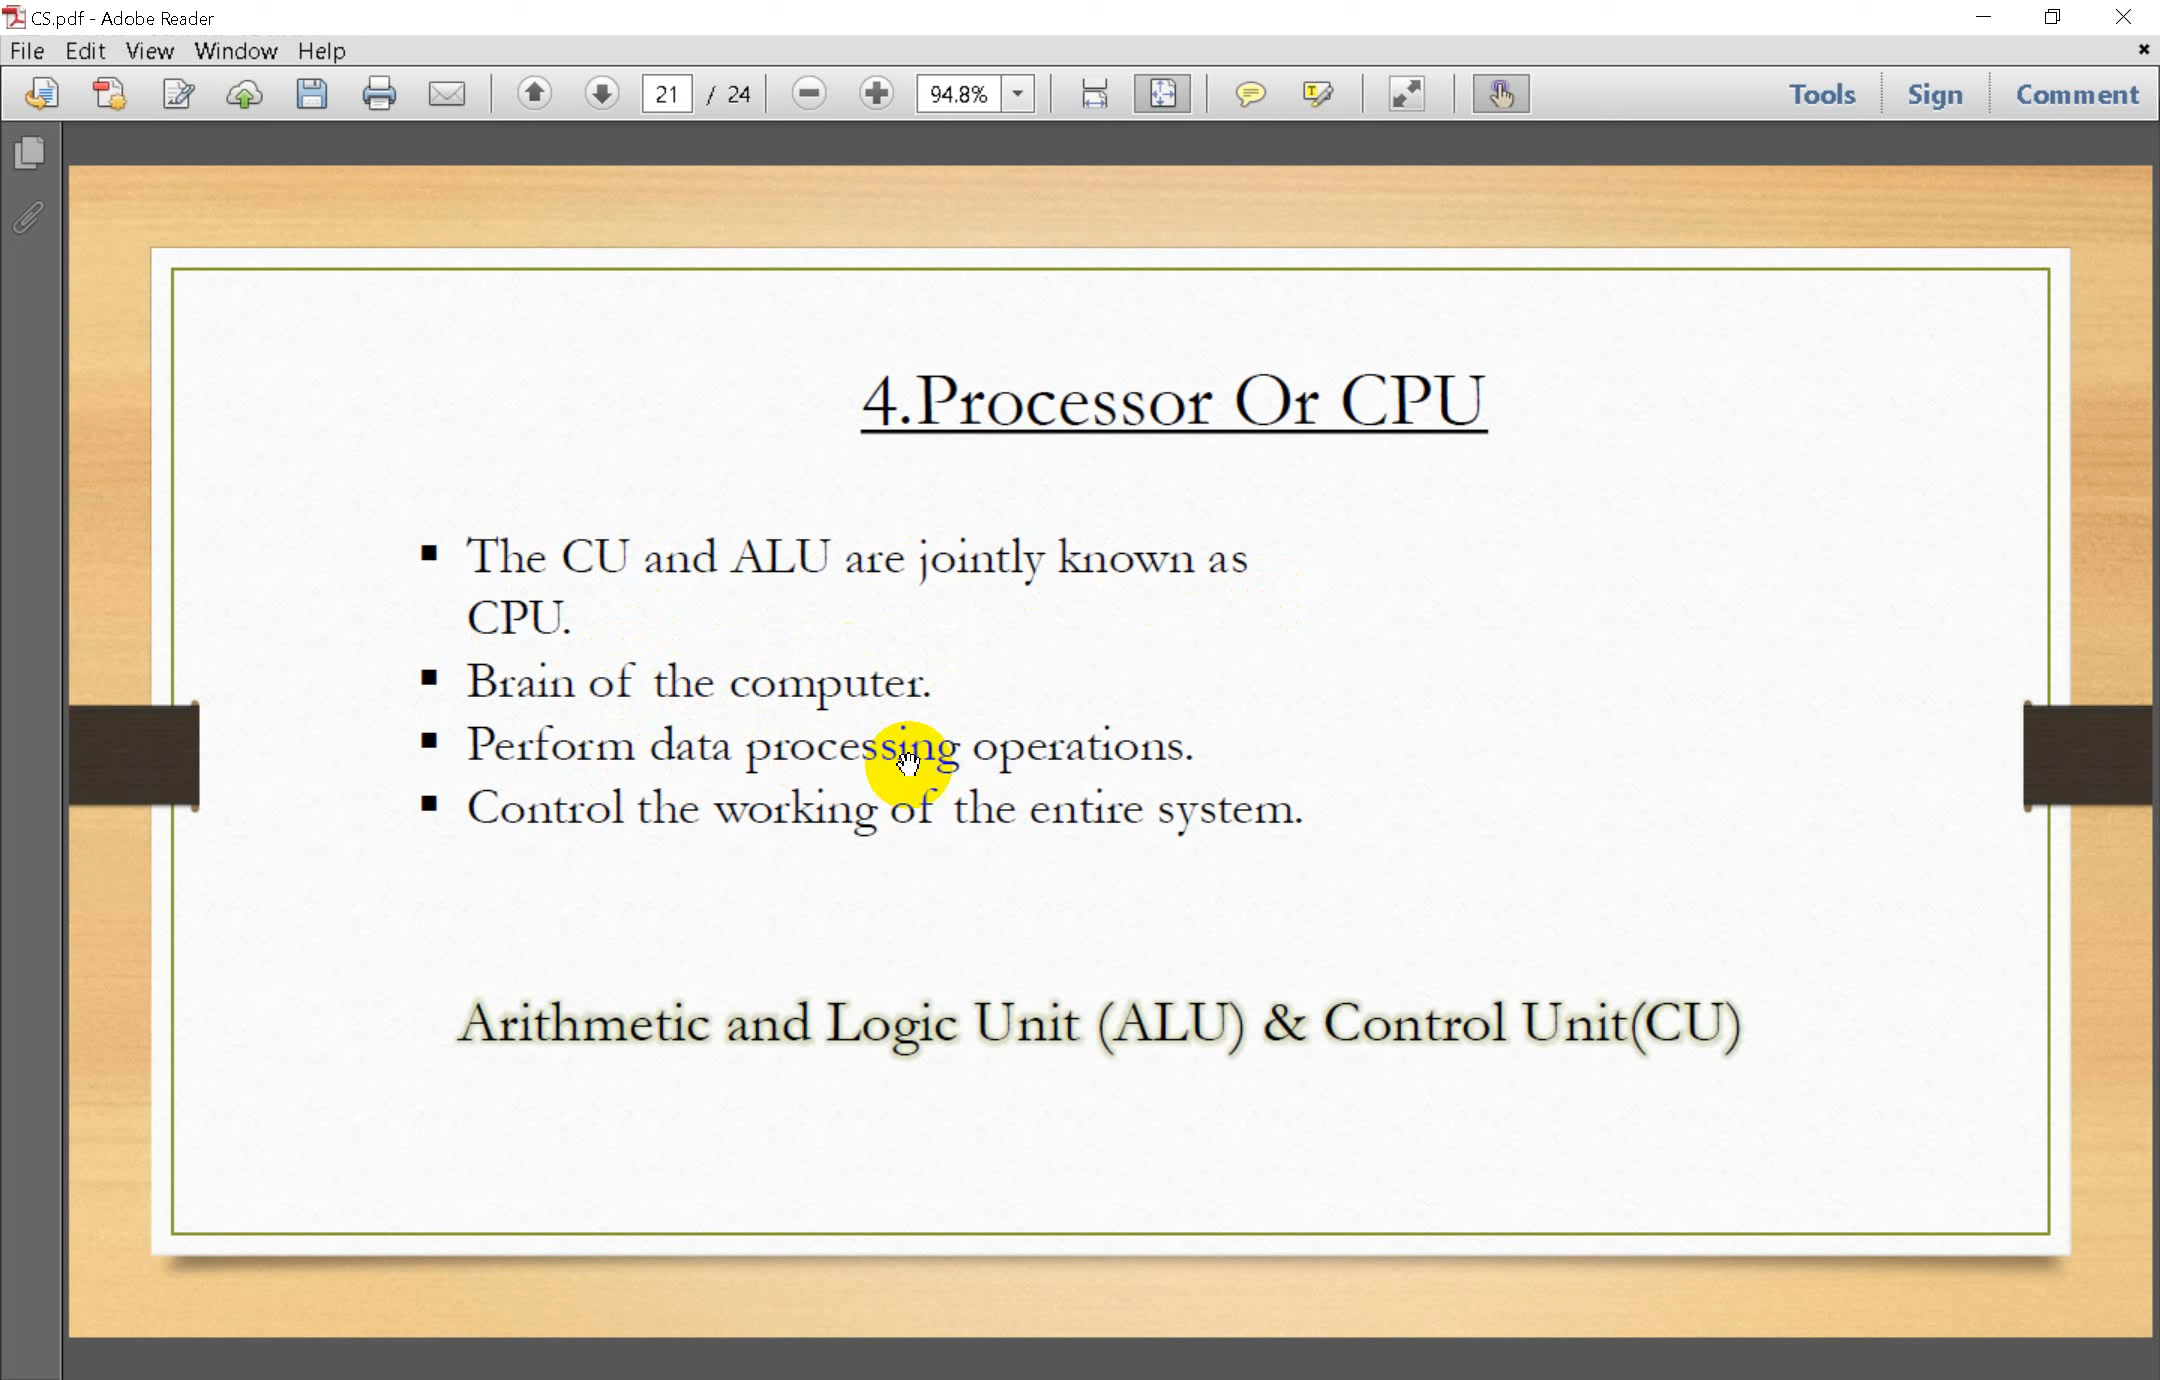 CS.pdf - Adobe Reader
File Edit View Window Help
21 / 24 94.8% Tools Sign Comment
4.Processor Or CPU
▪ The CU and ALU are jointly known as
CPU.
▪ Brain of the computer.
▪ Perform data processing operations.
▪ Control the working of the entire system.
Arithmetic and Logic Unit (ALU) & Control Unit(CU)